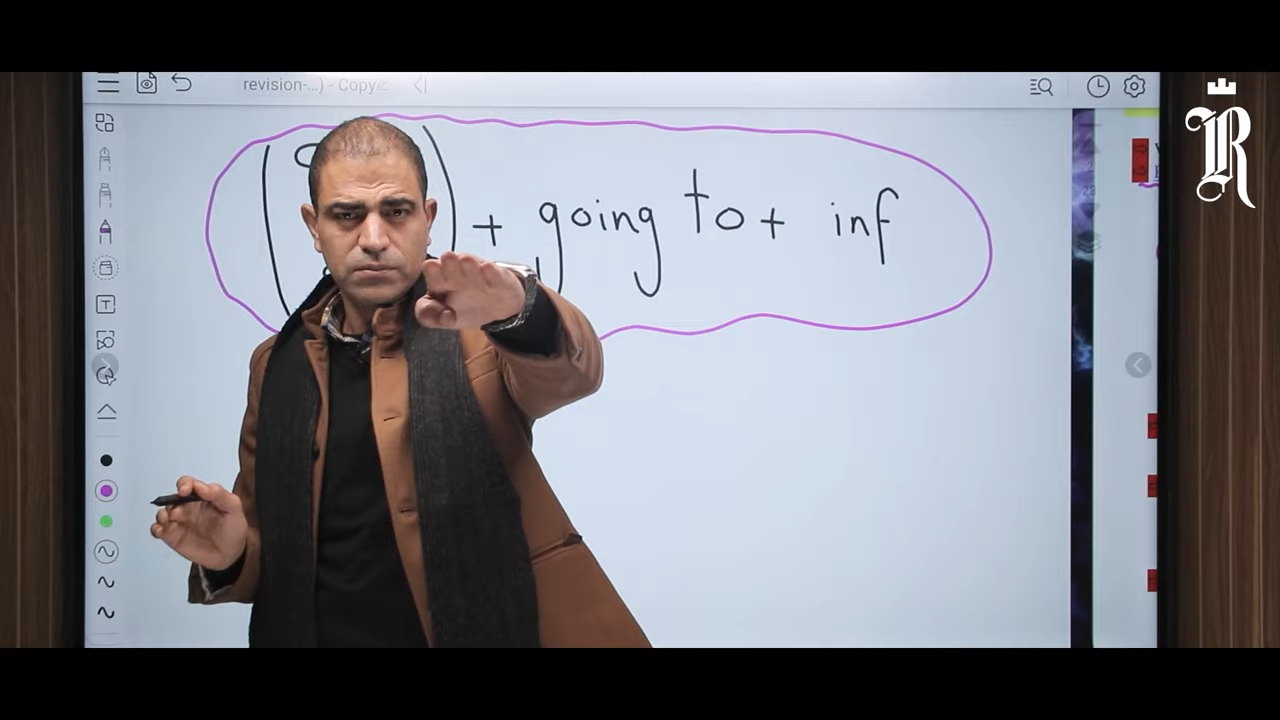 revision-...) - Copy
( ) + going to + inf
R